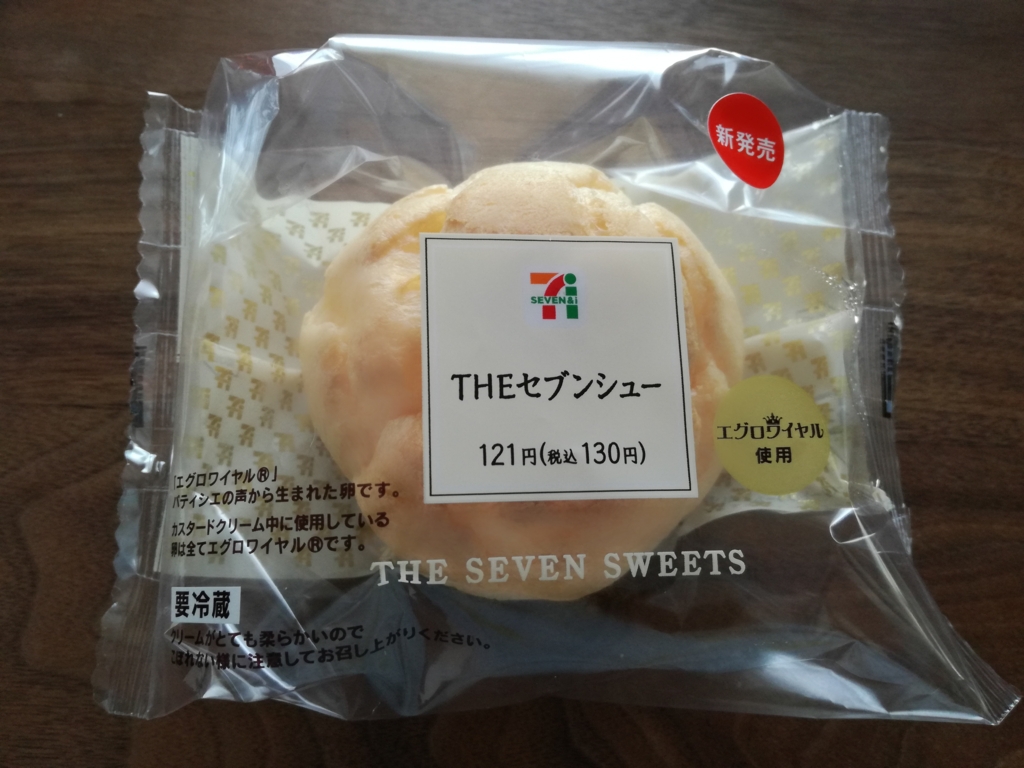 新発売
SEVEN&i
THEセブンシュー
121円(税込130円)
エグロワイヤル
使用
「エグロワイヤル®」
パティシエの声から生まれた卵です。
カスタードクリーム中に使用している
卵は全てエグロワイヤル®です。
THE SEVEN SWEETS
要冷蔵
クリームがとても柔らかいので
こぼれない様に注意してお召し上がりください。